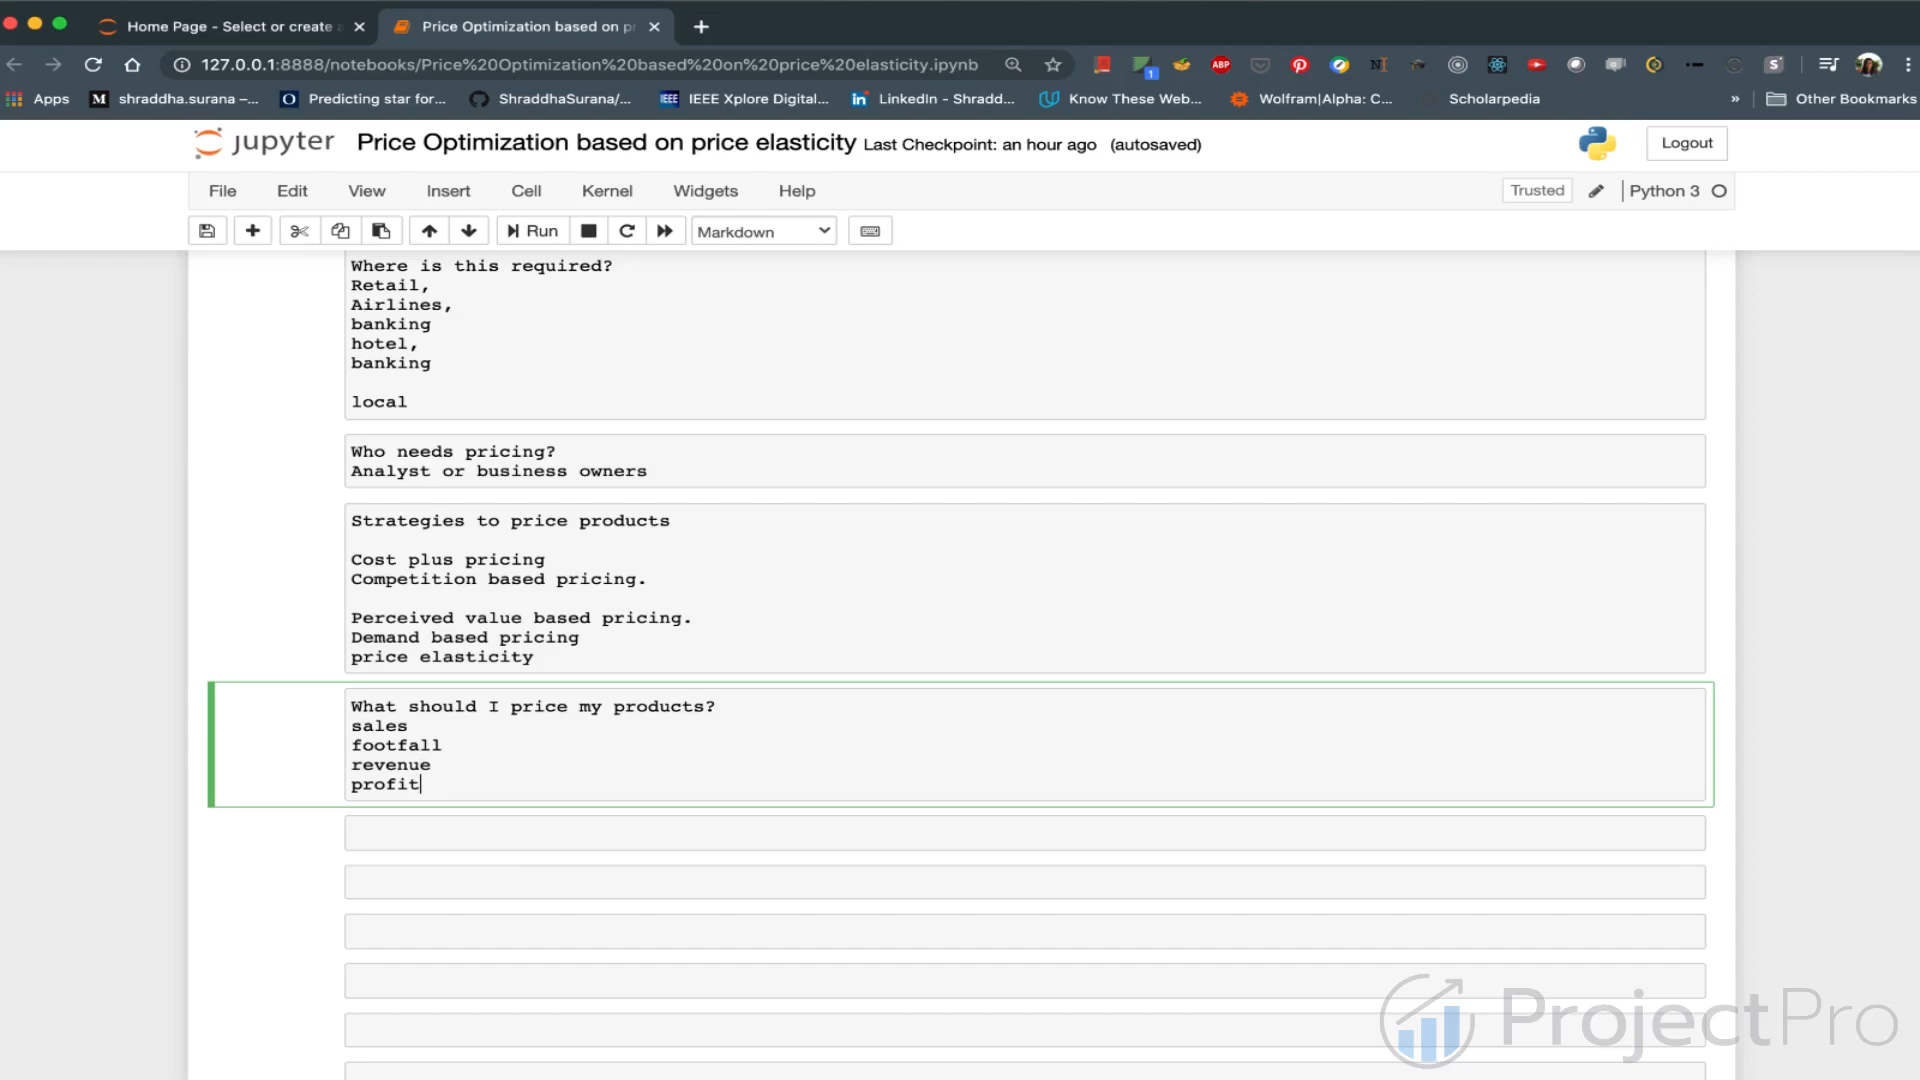 Home Page - Select or create a
Price Optimization based on pr
127.0.0.1:8888/notebooks/Price%20Optimization%20based%20on%20price%20elasticity.ipynb
1
ABP
S
Apps
M shraddha.surana –...
O Predicting star for...
ShraddhaSurana/...
IEEE IEEE Xplore Digital...
in LinkedIn - Shradd...
Know These Web...
Wolfram|Alpha: C...
Scholarpedia
»
Other Bookmarks
jupyter Price Optimization based on price elasticity Last Checkpoint: an hour ago (autosaved)
Logout
File Edit View Insert Cell Kernel Widgets Help
Trusted
Python 3
Run
Markdown
Where is this required?
Retail,
Airlines,
banking
hotel,
banking
local
Who needs pricing?
Analyst or business owners
Strategies to price products
Cost plus pricing
Competition based pricing.
Perceived value based pricing.
Demand based pricing
price elasticity
What should I price my products?
sales
footfall
revenue
profit
ProjectPro